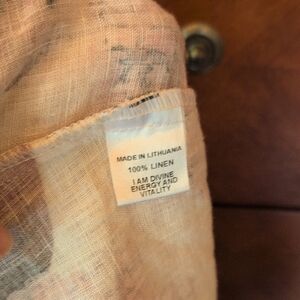 MADE IN LITHUANIA
100% LINEN
I AM DIVINE
ENERGY AND
VITALITY